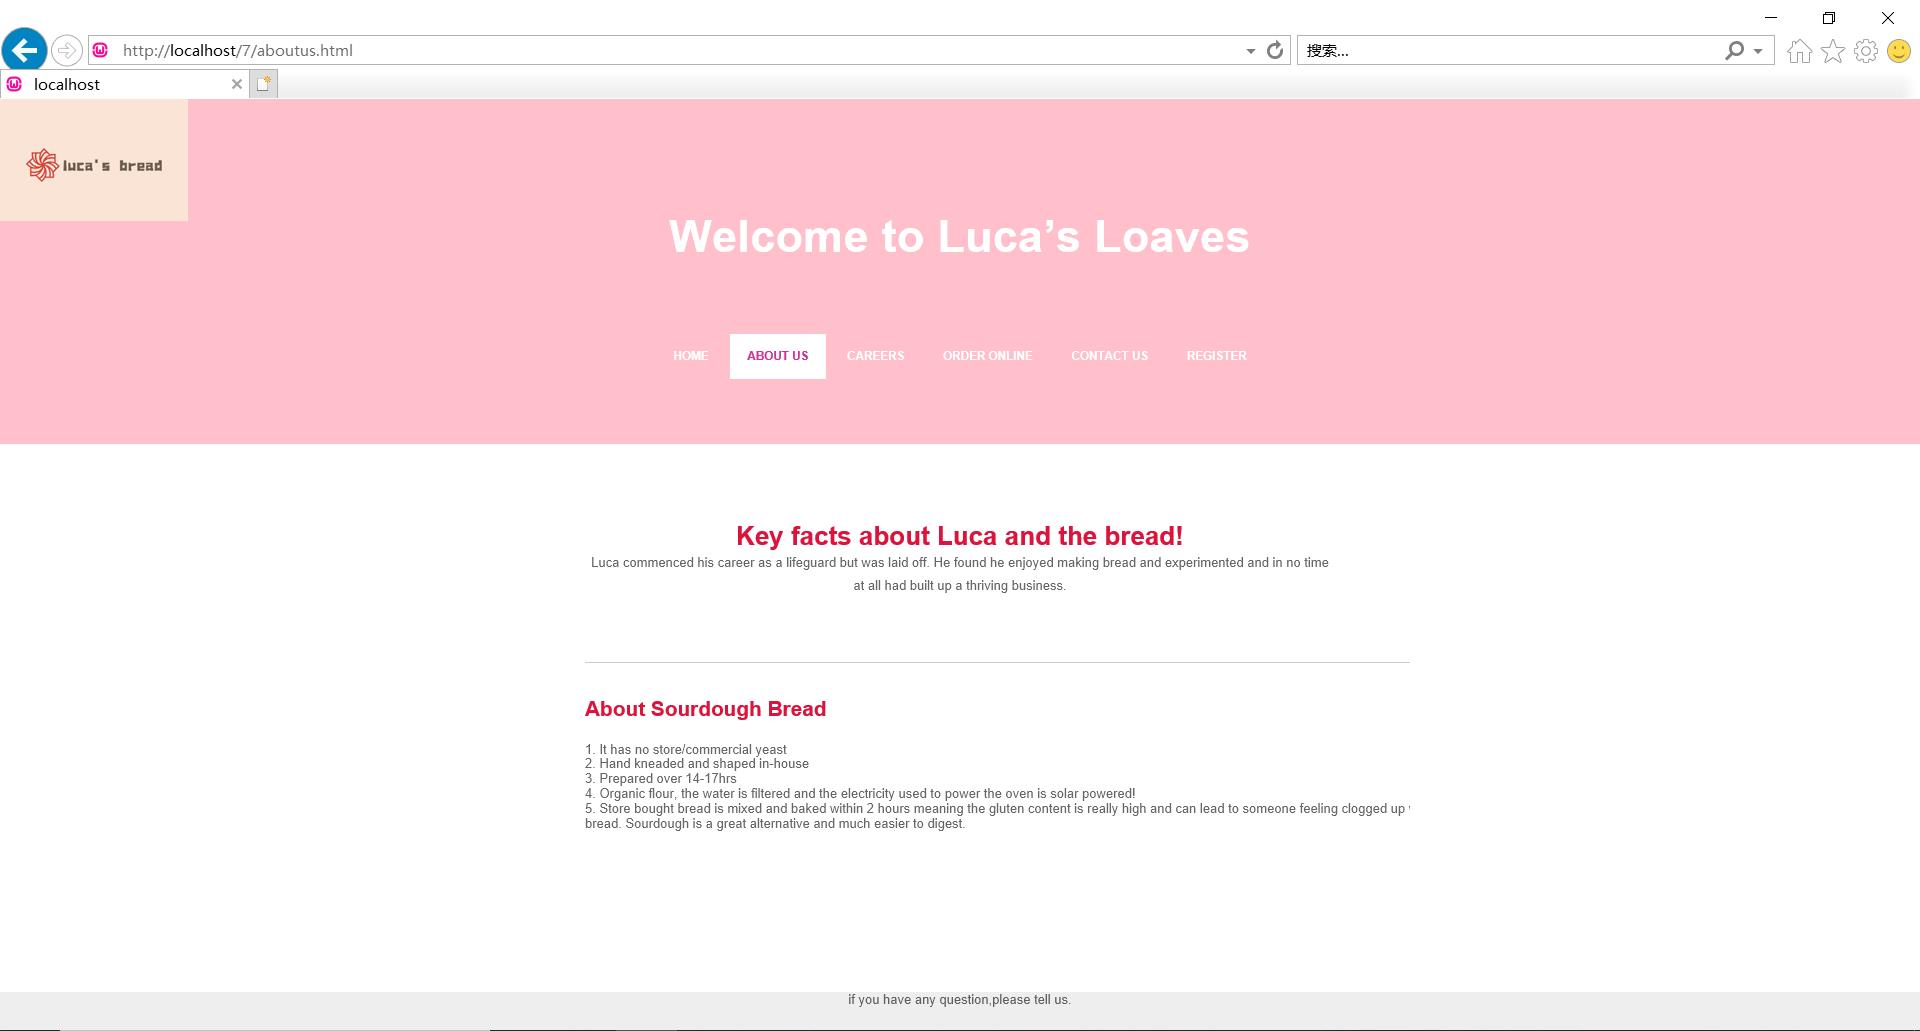 http://localhost/7/aboutus.html
搜索...
localhost
luca's bread
Welcome to Luca’s Loaves
HOME ABOUT US CAREERS ORDER ONLINE CONTACT US REGISTER
Key facts about Luca and the bread!
Luca commenced his career as a lifeguard but was laid off. He found he enjoyed making bread and experimented and in no time
at all had built up a thriving business.
About Sourdough Bread
1. It has no store/commercial yeast
2. Hand kneaded and shaped in-house
3. Prepared over 14-17hrs
4. Organic flour, the water is filtered and the electricity used to power the oven is solar powered!
5. Store bought bread is mixed and baked within 2 hours meaning the gluten content is really high and can lead to someone feeling clogged up
bread. Sourdough is a great alternative and much easier to digest.
if you have any question,please tell us.